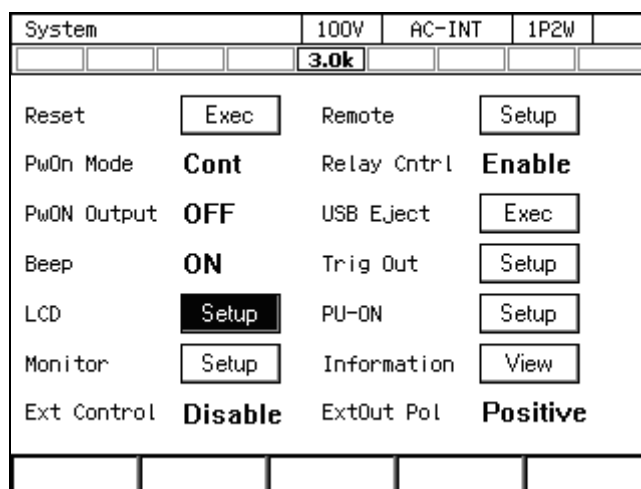 System 100V AC-INT 1P2W
3.0k
Reset Exec Remote Setup
PwOn Mode Cont Relay Cntrl Enable
PwON Output OFF USB Eject Exec
Beep ON Trig Out Setup
LCD Setup PU-ON Setup
Monitor Setup Information View
Ext Control Disable ExtOut Pol Positive